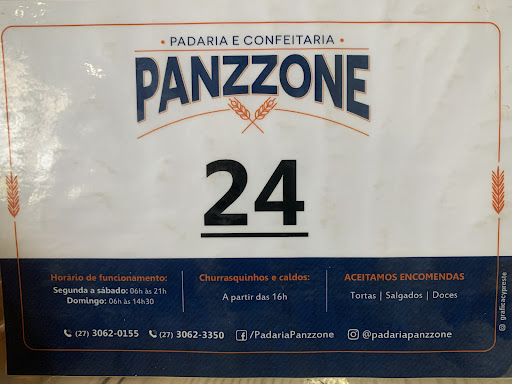 • PADARIA E CONFEITARIA •
PANZZONE
24
Horário de funcionamento:
Segunda a sábado: 06h às 21h
Domingo: 06h às 14h30
Churrasquinhos e caldos:
A partir das 16h
ACEITAMOS ENCOMENDAS
Tortas | Salgados | Doces
(27) 3062-0155 (27) 3062-3350 /PadariaPanzzone @padariapanzzone
graficacypreste